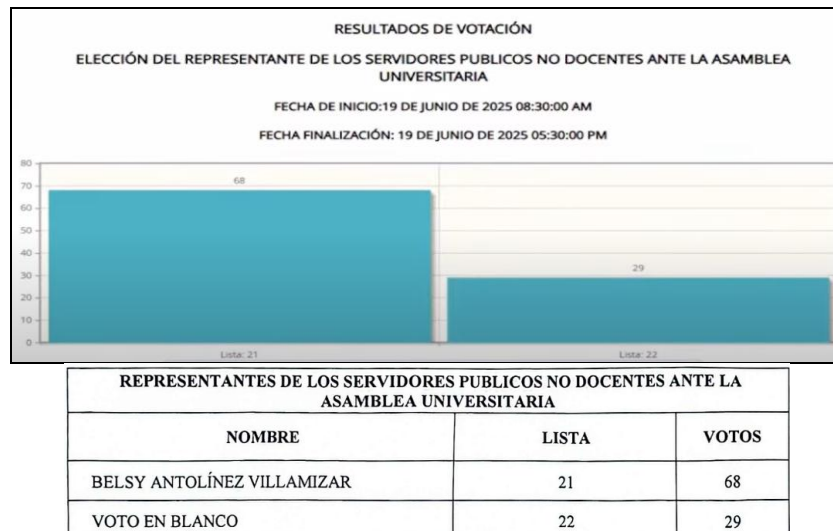 RESULTADOS DE VOTACIÓN
ELECCIÓN DEL REPRESENTANTE DE LOS SERVIDORES PUBLICOS NO DOCENTES ANTE LA ASAMBLEA
UNIVERSITARIA
FECHA DE INICIO:19 DE JUNIO DE 2025 08:30:00 AM
FECHA FINALIZACIÓN: 19 DE JUNIO DE 2025 05:30:00 PM
80
70
60
50
40
30
20
10
0
68
29
Lista: 21 Lista: 22
REPRESENTANTES DE LOS SERVIDORES PUBLICOS NO DOCENTES ANTE LA
ASAMBLEA UNIVERSITARIA
NOMBRE LISTA VOTOS
BELSY ANTOLÍNEZ VILLAMIZAR 21 68
VOTO EN BLANCO 22 29